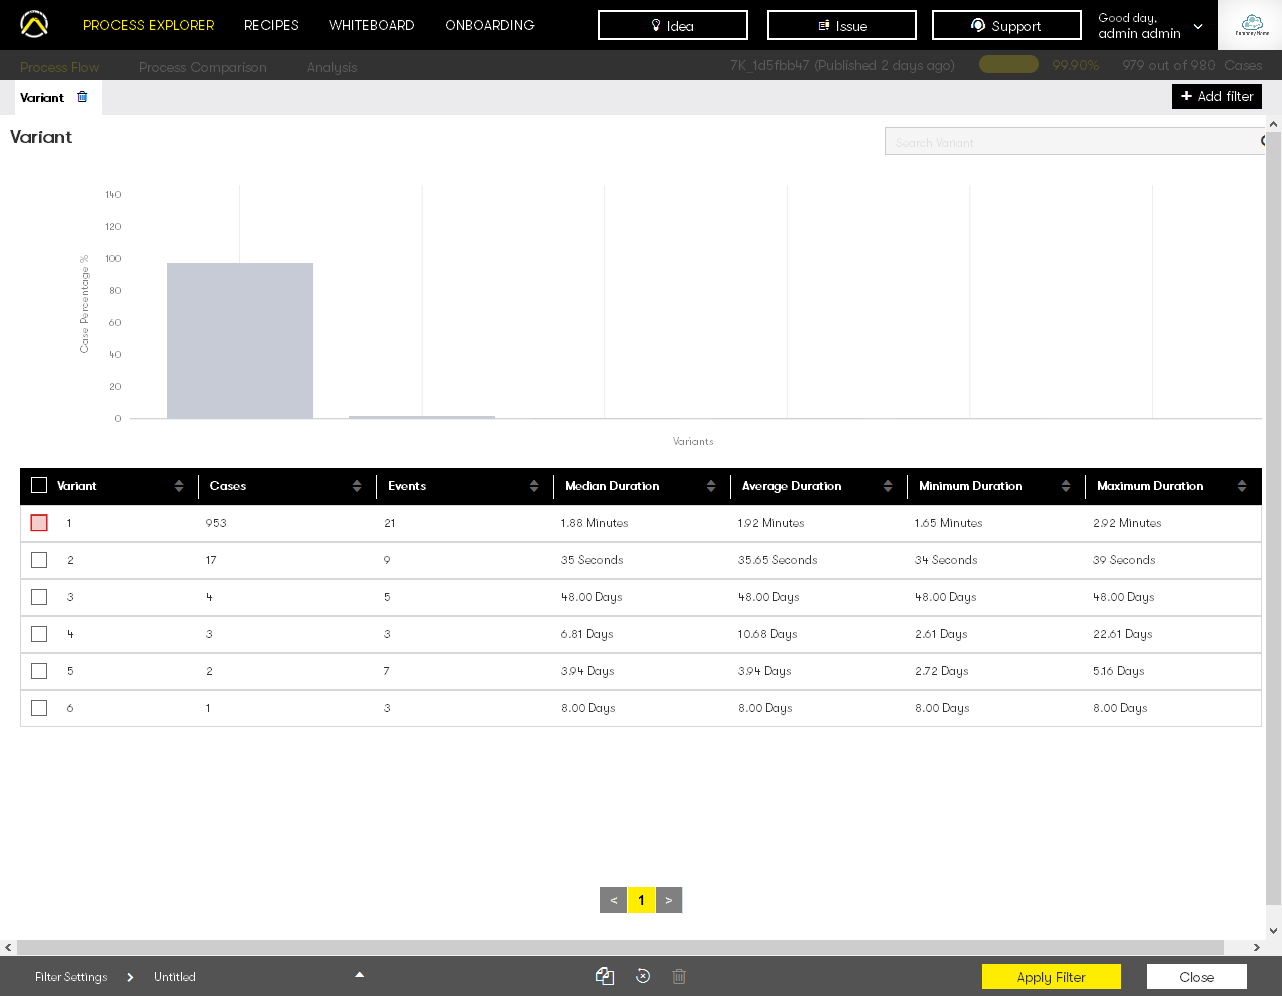 PROCESS EXPLORER RECIPES WHITEBOARD ONBOARDING Idea Issue Support Good day,
admin admin
Company Name
Process Flow Process Comparison Analysis 7K_1d5fbb47 (Published 2 days ago) 99.90% 979 out of 980 Cases
Variant + Add filter
Variant
Search Variant
140
120
100
80
60
40
20
0
Case Percentage %
Variants
Variant Cases Events Median Duration Average Duration Minimum Duration Maximum Duration
1 953 21 1.88 Minutes 1.92 Minutes 1.65 Minutes 2.92 Minutes
2 17 9 35 Seconds 35.65 Seconds 34 Seconds 39 Seconds
3 4 5 48.00 Days 48.00 Days 48.00 Days 48.00 Days
4 3 3 6.81 Days 10.68 Days 2.61 Days 22.61 Days
5 2 7 3.94 Days 3.94 Days 2.72 Days 5.16 Days
6 1 3 8.00 Days 8.00 Days 8.00 Days 8.00 Days
< 1 >
Filter Settings Untitled Apply Filter Close